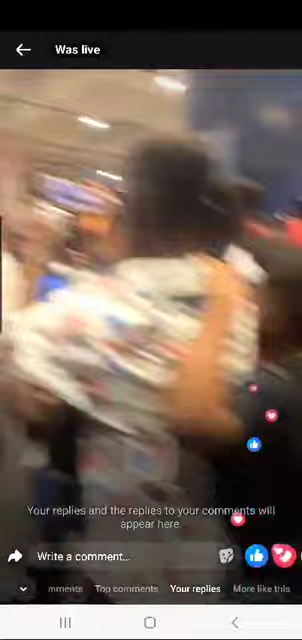 Was live
Your replies and the replies to your comments will
appear here.
Write a comment...
mments Top comments Your replies More like this